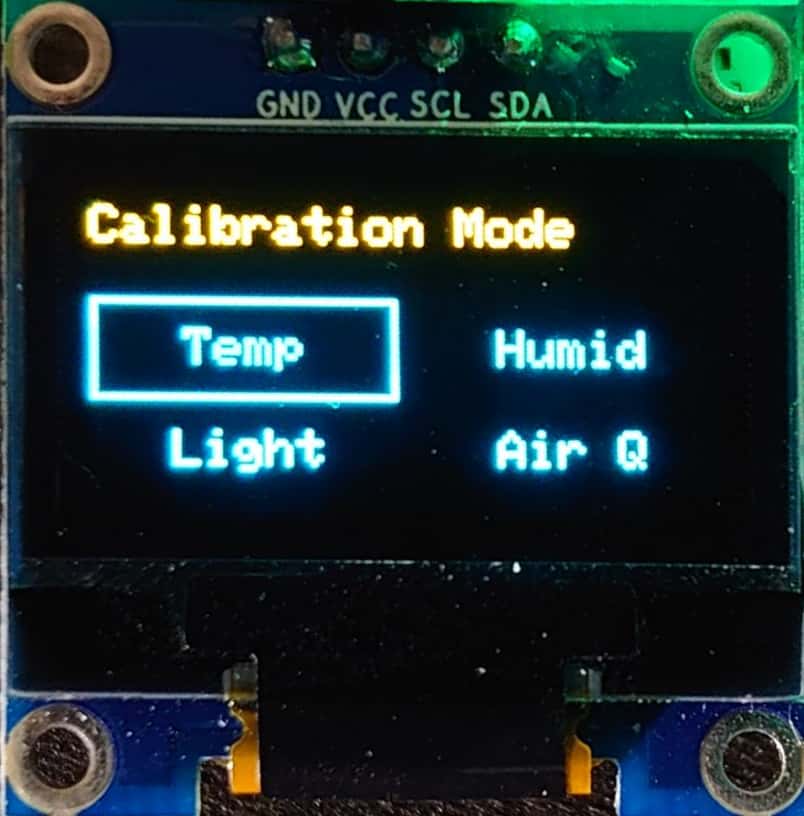 GND VCC SCL SDA
Calibration Mode
Temp Humid
Light Air Q